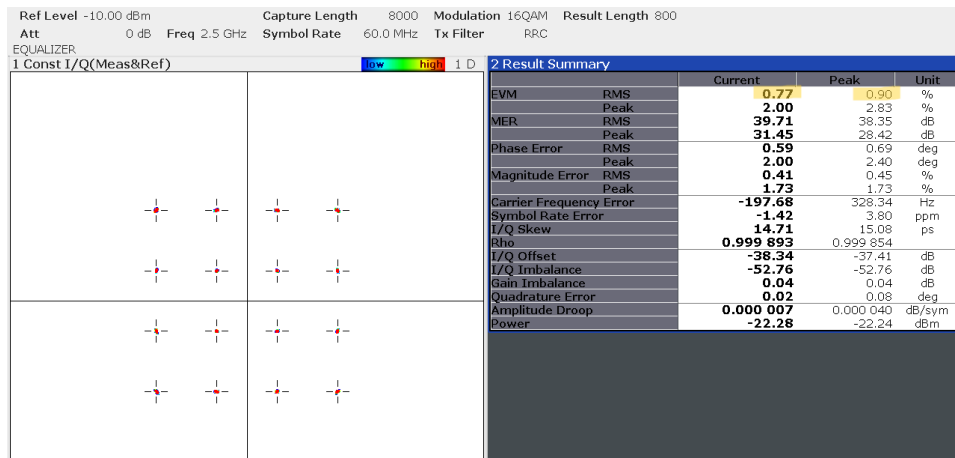 Ref Level -10.00 dBm Capture Length 8000 Modulation 16QAM Result Length 800
Att 0 dB Freq 2.5 GHz Symbol Rate 60.0 MHz Tx Filter RRC
EQUALIZER
1 Const I/Q(Meas&Ref) low high 1 D
2 Result Summary
Current Peak Unit
EVM RMS 0.77 0.90 %
Peak 2.00 2.83 %
MER RMS 39.71 38.35 dB
Peak 31.45 28.42 dB
Phase Error RMS 0.59 0.69 deg
Peak 2.00 2.40 deg
Magnitude Error RMS 0.41 0.45 %
Peak 1.73 1.73 %
Carrier Frequency Error -197.68 328.34 Hz
Symbol Rate Error -1.42 3.80 ppm
I/Q Skew 14.71 15.08 ps
Rho 0.999 893 0.999 854
I/Q Offset -38.34 -37.41 dB
I/Q Imbalance -52.76 -52.76 dB
Gain Imbalance 0.04 0.04 dB
Quadrature Error 0.02 0.08 deg
Amplitude Droop 0.000 007 0.000 040 dB/sym
Power -22.28 -22.24 dBm